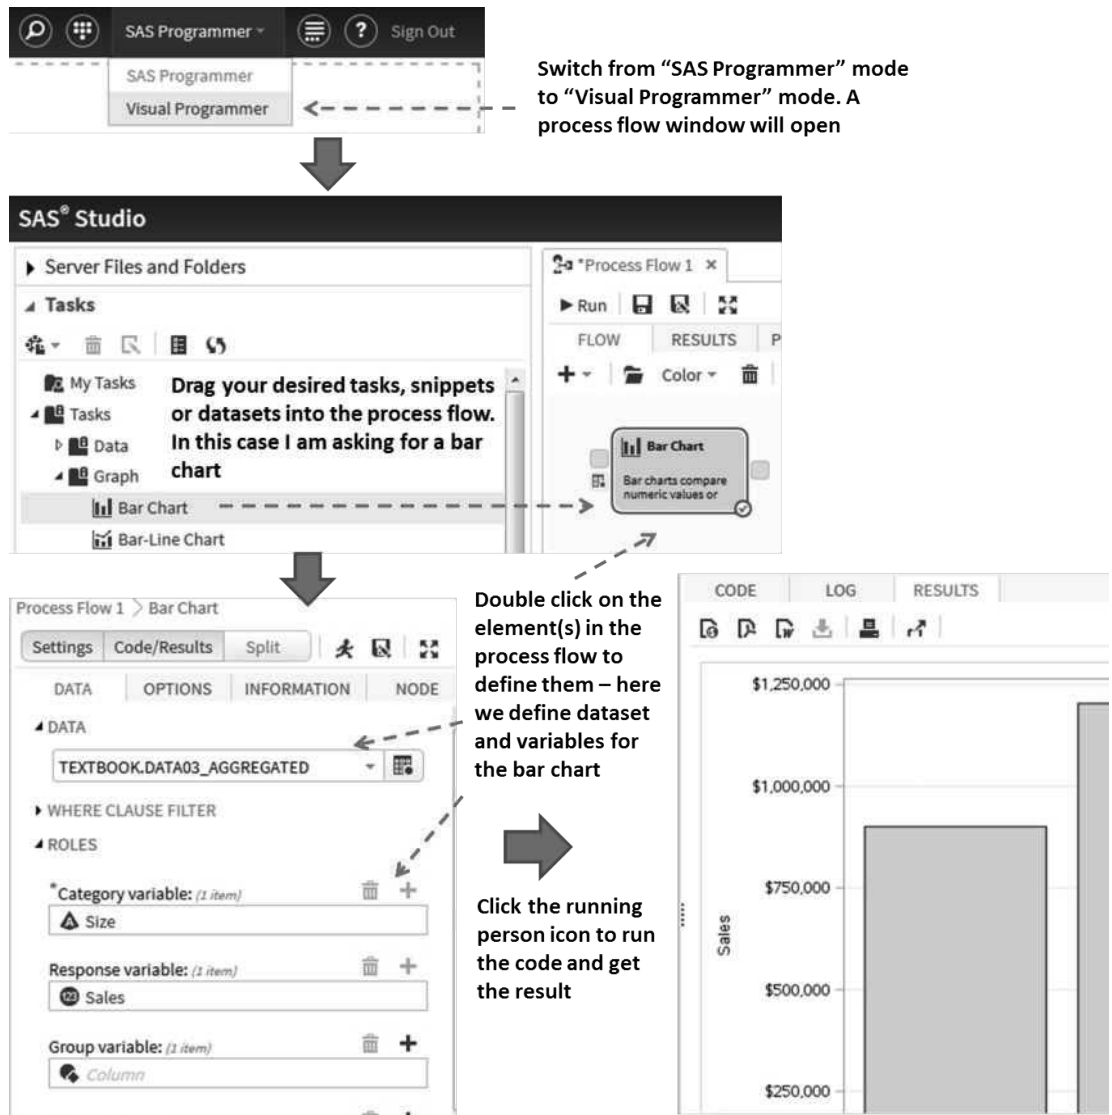 SAS Programmer
Sign Out
SAS Programmer
Visual Programmer
Switch from “SAS Programmer” mode
to “Visual Programmer” mode. A
process flow window will open
SAS® Studio
Server Files and Folders
Tasks
My Tasks
Tasks
Data
Graph
Bar Chart
Bar-Line Chart
Drag your desired tasks, snippets
or datasets into the process flow.
In this case I am asking for a bar
chart
*Process Flow 1 ×
Run
FLOW RESULTS P
Color
Bar Chart
Bar charts compare
numeric values or
Process Flow 1 > Bar Chart
Settings Code/Results Split
DATA OPTIONS INFORMATION NODE
DATA
TEXTBOOK.DATA03_AGGREGATED
WHERE CLAUSE FILTER
ROLES
*Category variable: (1 item)
Size
Response variable: (1 item)
123 Sales
Group variable: (1 item)
Column
Double click on the
element(s) in the
process flow to
define them – here
we define dataset
and variables for
the bar chart
Click the running
person icon to run
the code and get
the result
CODE LOG RESULTS
$1,250,000
$1,000,000
$750,000
$500,000
$250,000
Sales